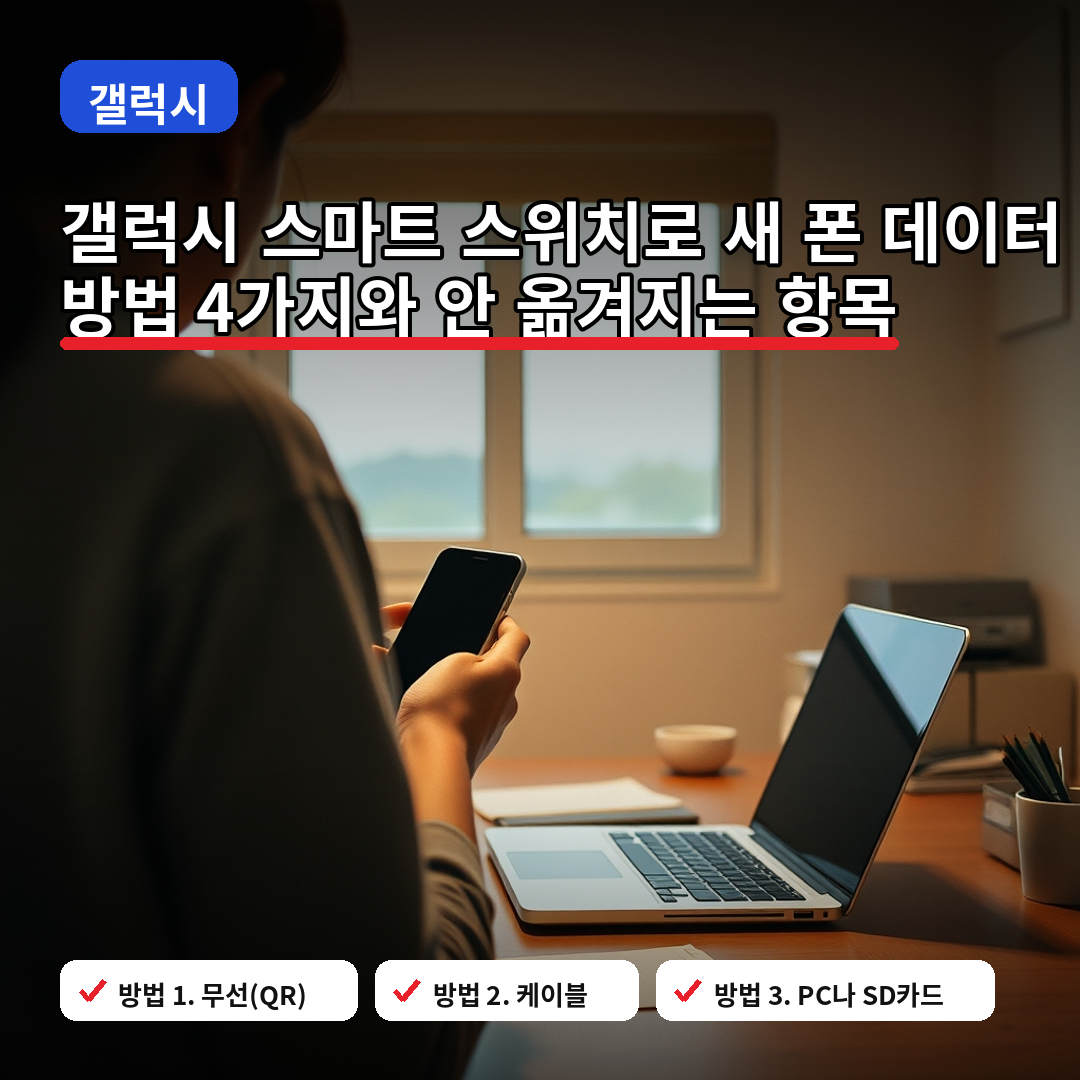 갤럭시
갤럭시 스마트 스위치로 새 폰 데이터
방법 4가지와 안 옮겨지는 항목
방법 1. 무선(QR)
방법 2. 케이블
방법 3. PC나 SD카드